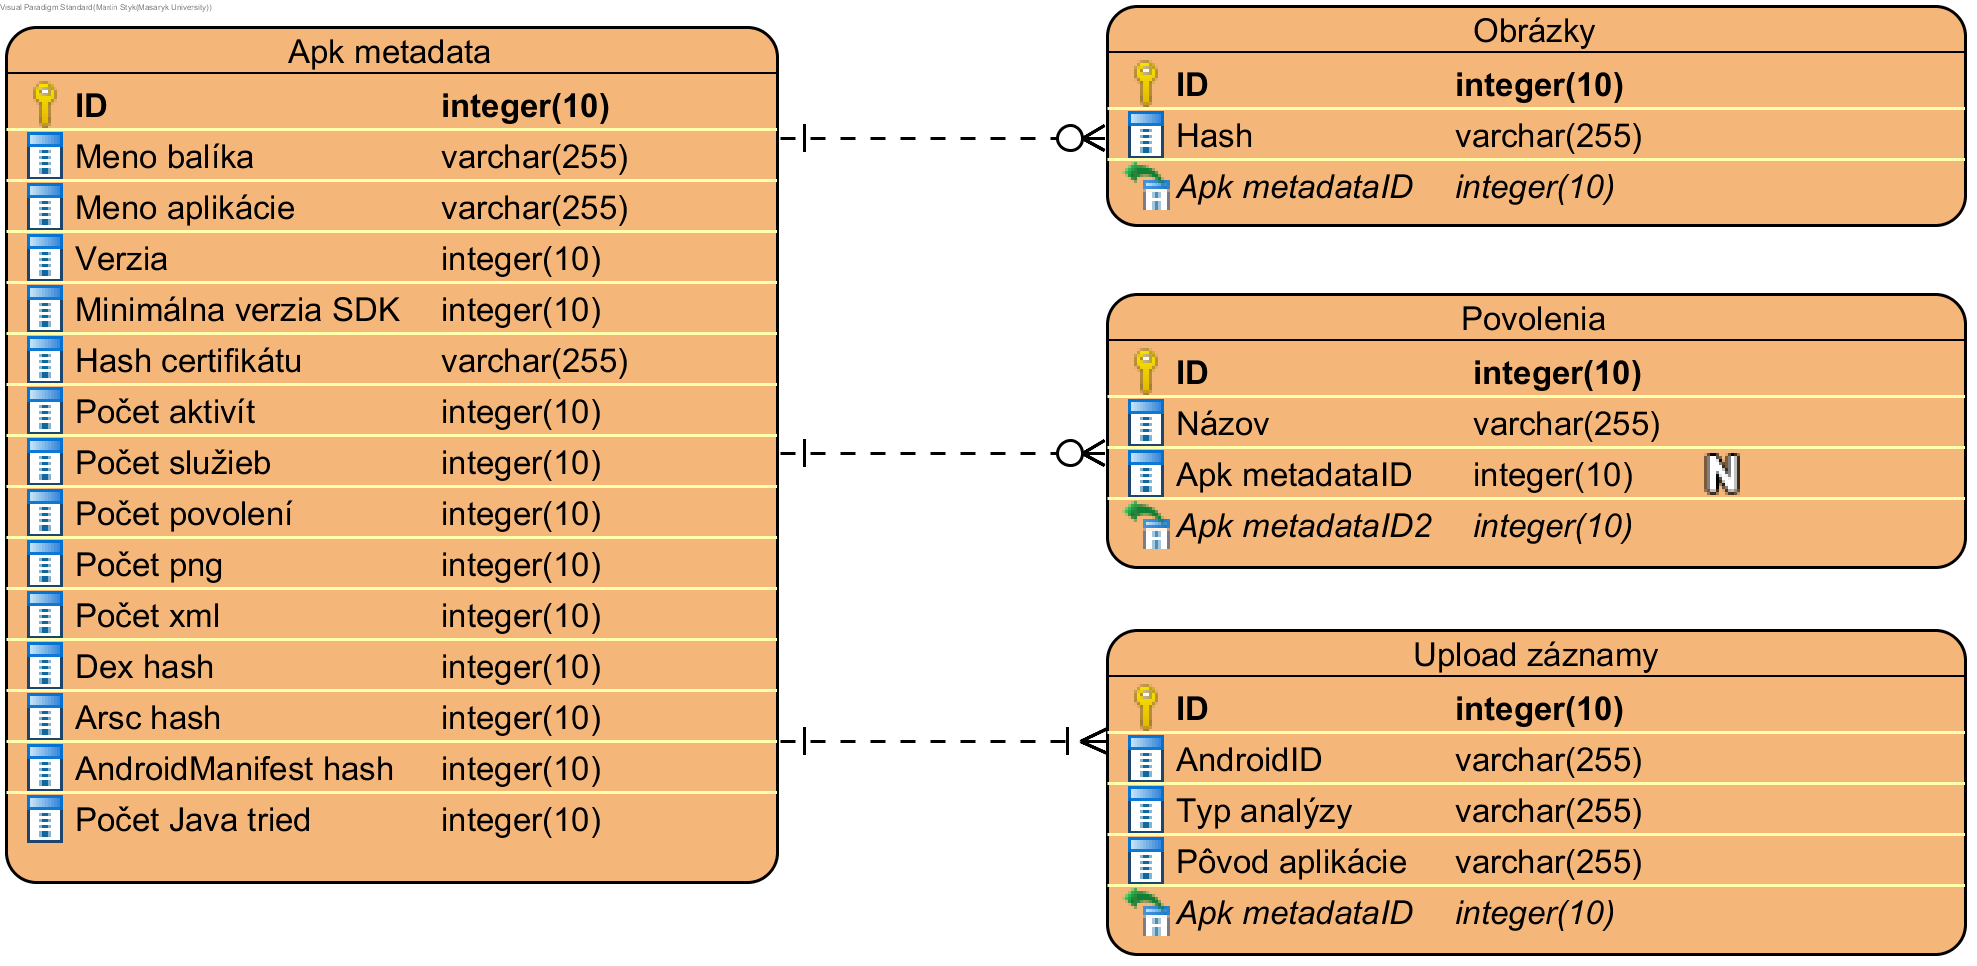 Visual Paradigm Standard(Martin Styk(Masaryk University))
Apk metadata
ID integer(10)
Meno balíka varchar(255)
Meno aplikácie varchar(255)
Verzia integer(10)
Minimálna verzia SDK integer(10)
Hash certifikátu varchar(255)
Počet aktivít integer(10)
Počet služieb integer(10)
Počet povolení integer(10)
Počet png integer(10)
Počet xml integer(10)
Dex hash integer(10)
Arsc hash integer(10)
AndroidManifest hash integer(10)
Počet Java tried integer(10)
Obrázky
ID integer(10)
Hash varchar(255)
Apk metadataID integer(10)
Povolenia
ID integer(10)
Názov varchar(255)
Apk metadataID integer(10) N
Apk metadataID2 integer(10)
Upload záznamy
ID integer(10)
AndroidID varchar(255)
Typ analýzy varchar(255)
Pôvod aplikácie varchar(255)
Apk metadataID integer(10)